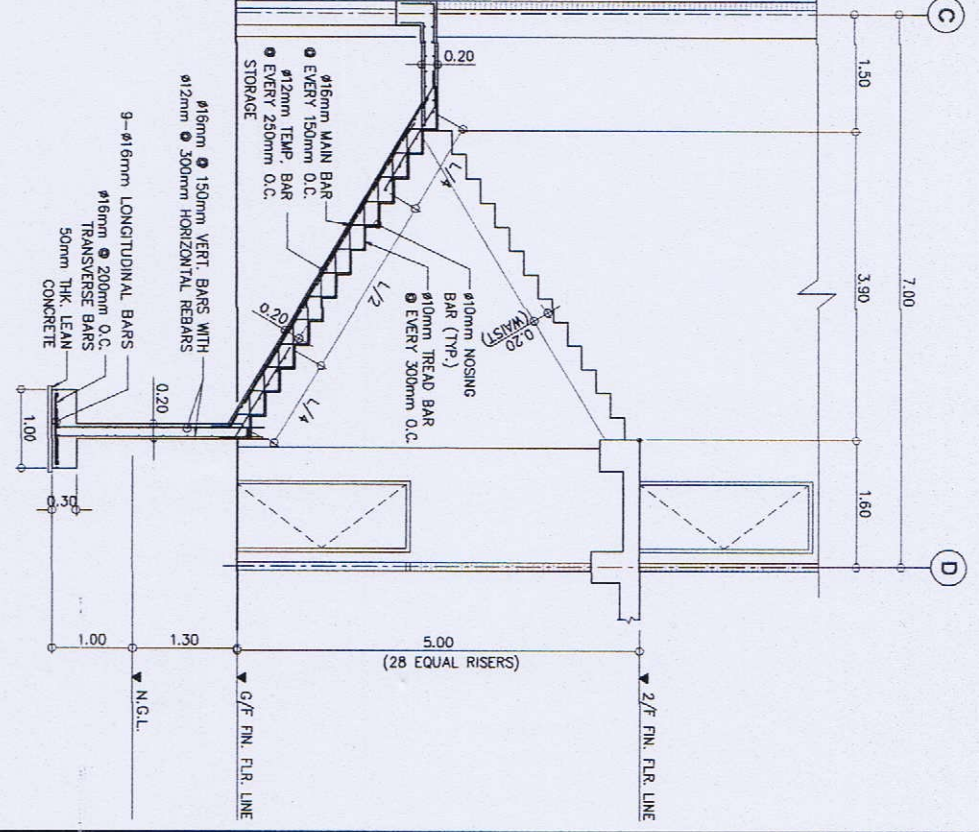 C
1.50
3.90
1.60
7.00
D
0.20
ø16mm MAIN BAR
@ EVERY 150mm O.C.
ø12mm TEMP. BAR
@ EVERY 250mm O.C.
STORAGE
L/4
L/2
L/4
ø10mm NOSING
BAR (TYP.)
ø10mm TREAD BAR
@ EVERY 300mm O.C.
0.20
(WAIST)
0.20
ø16mm @ 150mm VERT. BARS WITH
ø12mm @ 300mm HORIZONTAL REBARS
9-ø16mm LONGITUDINAL BARS
ø16mm @ 200mm O.C.
TRANSVERSE BARS
50mm THK. LEAN
CONCRETE
0.20
1.00
0.30
1.00
1.30
5.00
(28 EQUAL RISERS)
N.G.L.
G/F FIN. FLR. LINE
2/F FIN. FLR. LINE